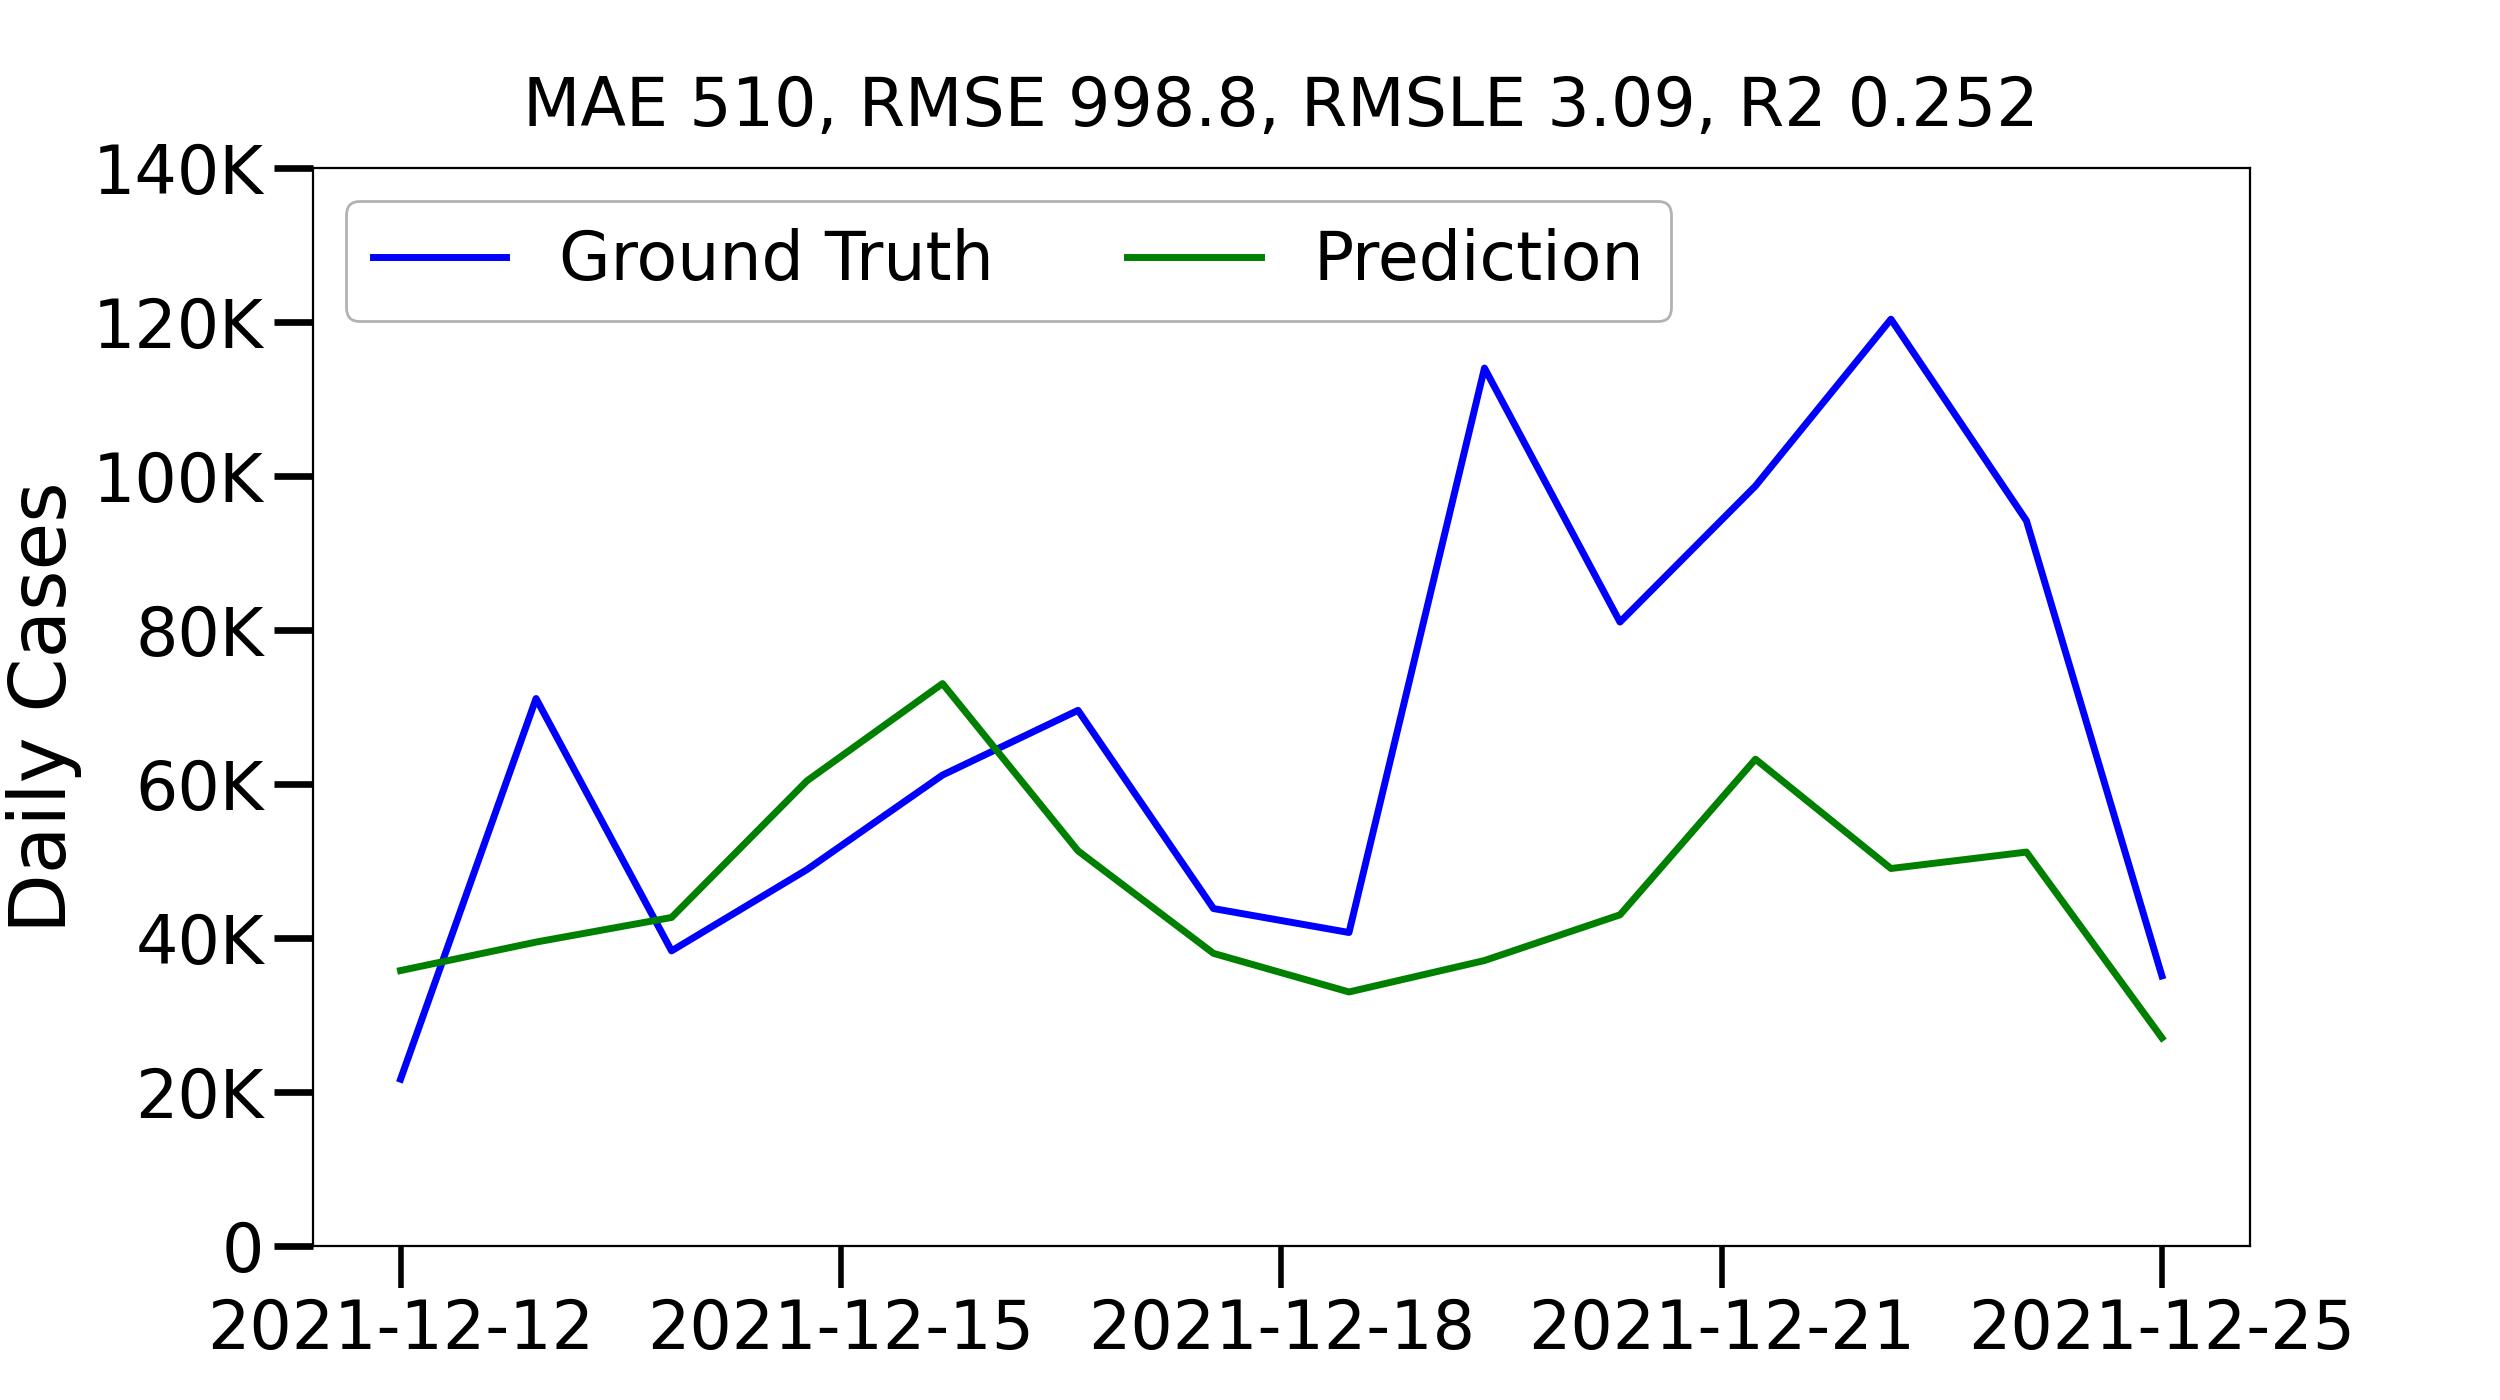 MAE 510, RMSE 998.8, RMSLE 3.09, R2 0.252
Ground Truth Prediction
140K
120K
100K
80K
60K
40K
20K
0
Daily Cases
2021-12-12 2021-12-15 2021-12-18 2021-12-21 2021-12-25